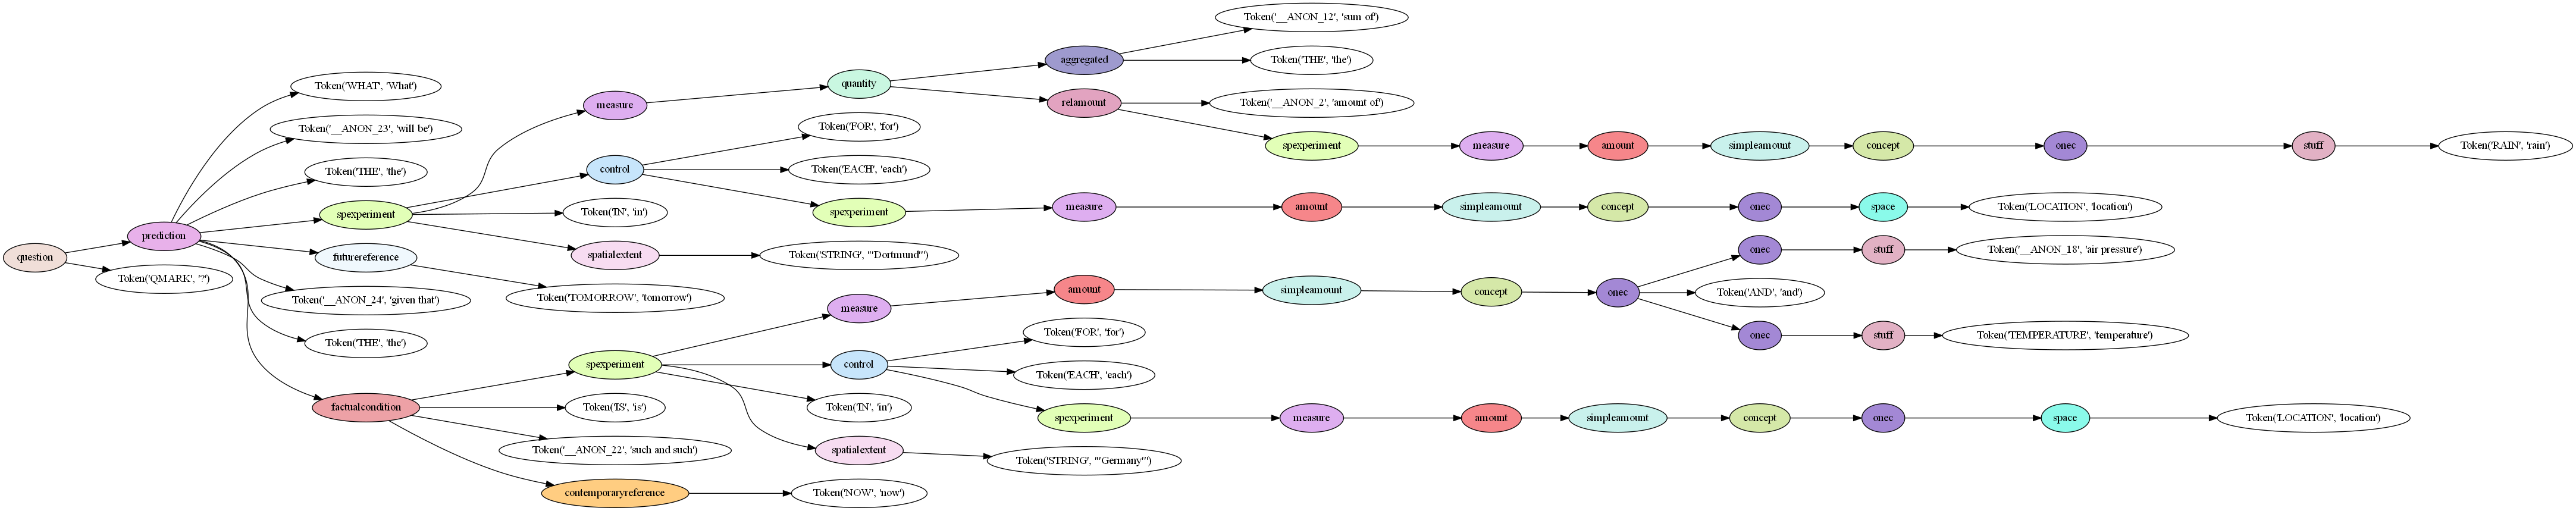 question
prediction
Token('QMARK', '?')
Token('WHAT', 'What')
Token('__ANON_23', 'will be')
Token('THE', 'the')
spexperiment
futurereference
Token('__ANON_24', 'given that')
Token('THE', 'the')
factualcondition
measure
control
Token('IN', 'in')
spatialextent
Token('TOMORROW', 'tomorrow')
spexperiment
Token('IS', 'is')
Token('__ANON_22', 'such and such')
contemporaryreference
quantity
Token('FOR', 'for')
Token('EACH', 'each')
spexperiment
Token('STRING', "'Dortmund'")
measure
control
Token('IN', 'in')
spatialextent
Token('NOW', 'now')
aggregated
relamount
measure
amount
Token('FOR', 'for')
Token('EACH', 'each')
spexperiment
Token('STRING', "'Germany'")
Token('__ANON_12', 'sum of')
Token('THE', 'the')
Token('__ANON_2', 'amount of')
spexperiment
amount
simpleamount
measure
measure
simpleamount
concept
amount
amount
concept
onec
simpleamount
simpleamount
onec
onec
Token('AND', 'and')
onec
concept
concept
space
stuff
stuff
onec
onec
Token('LOCATION', 'location')
Token('__ANON_18', 'air pressure')
Token('TEMPERATURE', 'temperature')
space
stuff
Token('LOCATION', 'location')
Token('RAIN', 'rain')